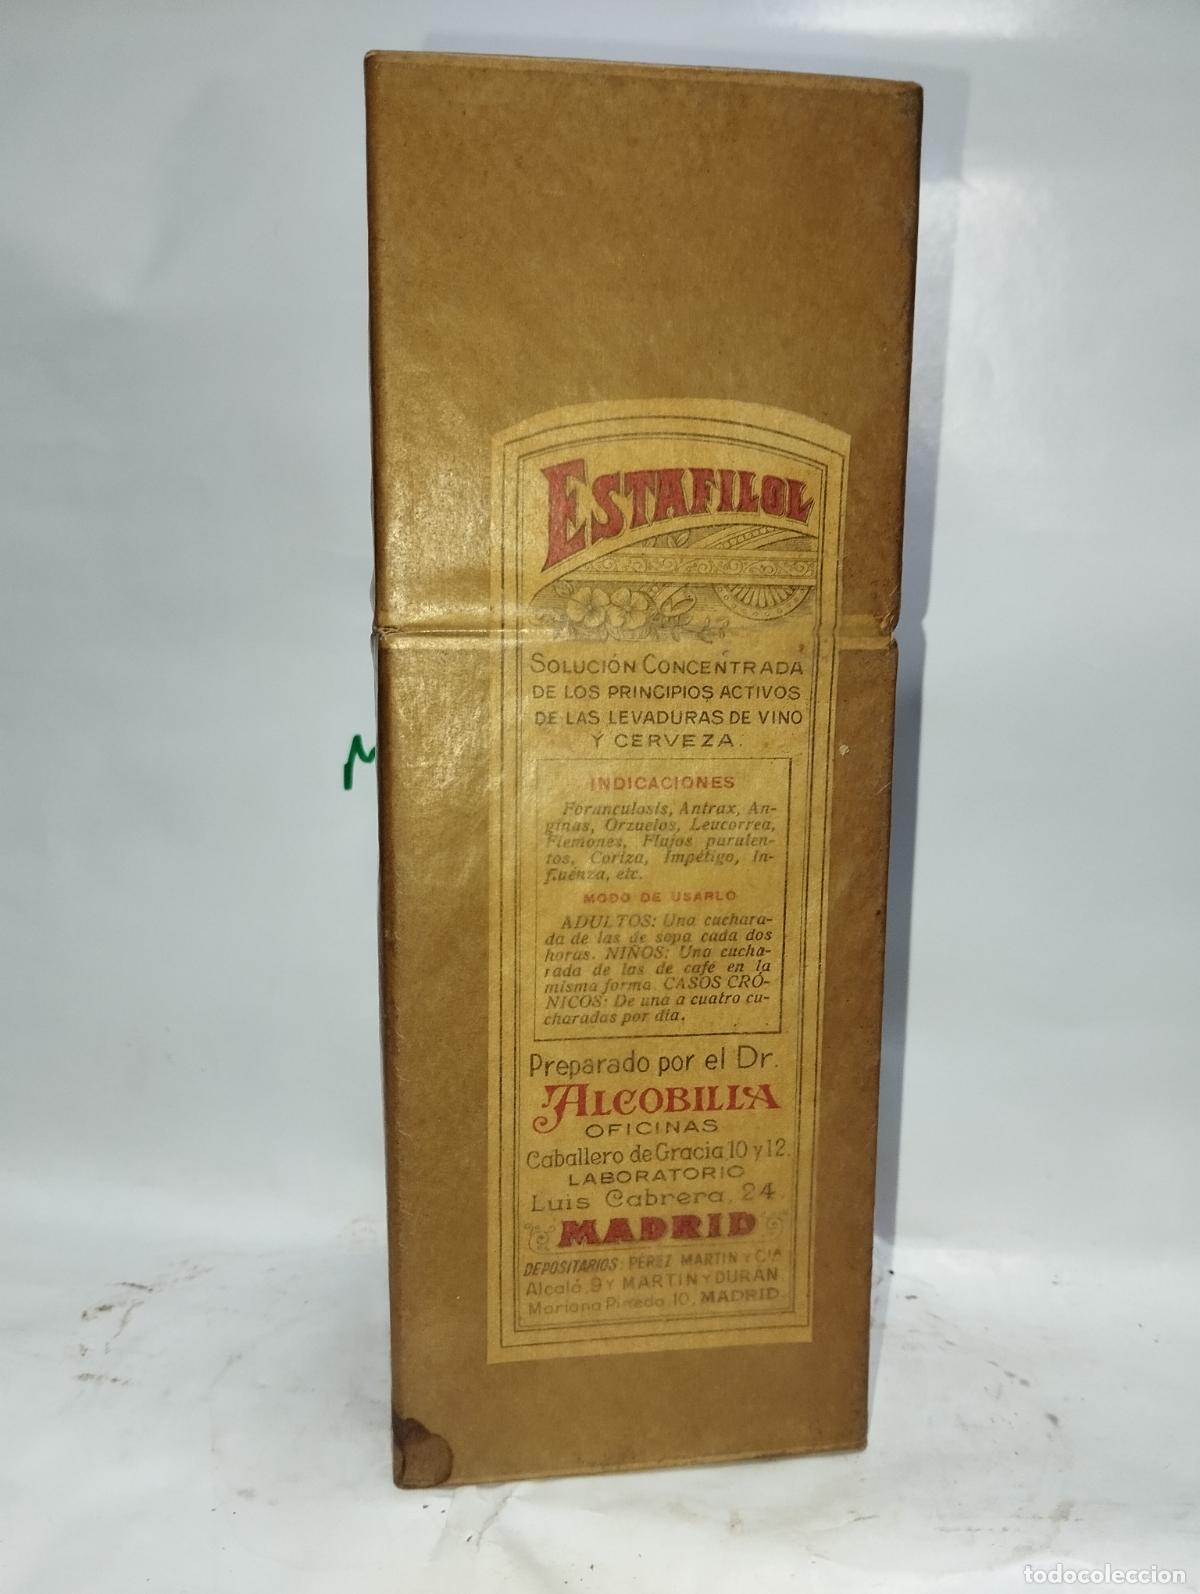 ESTAFILOL
SOLUCIÓN CONCENTRADA
DE LOS PRINCIPIOS ACTIVOS
DE LAS LEVADURAS DE VINO
Y CERVEZA.
INDICACIONES
Foranculosis, Antrax, An-
ginas, Orzuelos, Leucorrea,
Flemones, Flujos purulen-
tos, Coriza, Impétigo, In-
fluenza, etc.
MODO DE USARLO
ADULTOS: Una cuchara-
da de las de sopa cada dos
horas. NIÑOS: Una cucha-
rada de las de café en la
misma forma. CASOS CRÓ-
NICOS: De una a cuatro cu-
charadas por día.
Preparado por el Dr.
ALCOBILLA
OFICINAS
Caballero de Gracia, 10 y 12.
LABORATORIO
Luis Cabrera, 24.
MADRID
DEPOSITARIOS: PÉREZ MARTIN Y CIA
Alcalá, 9 Y MARTIN Y DURÁN
Mariana Pineda, 10, MADRID.
todocoleccion